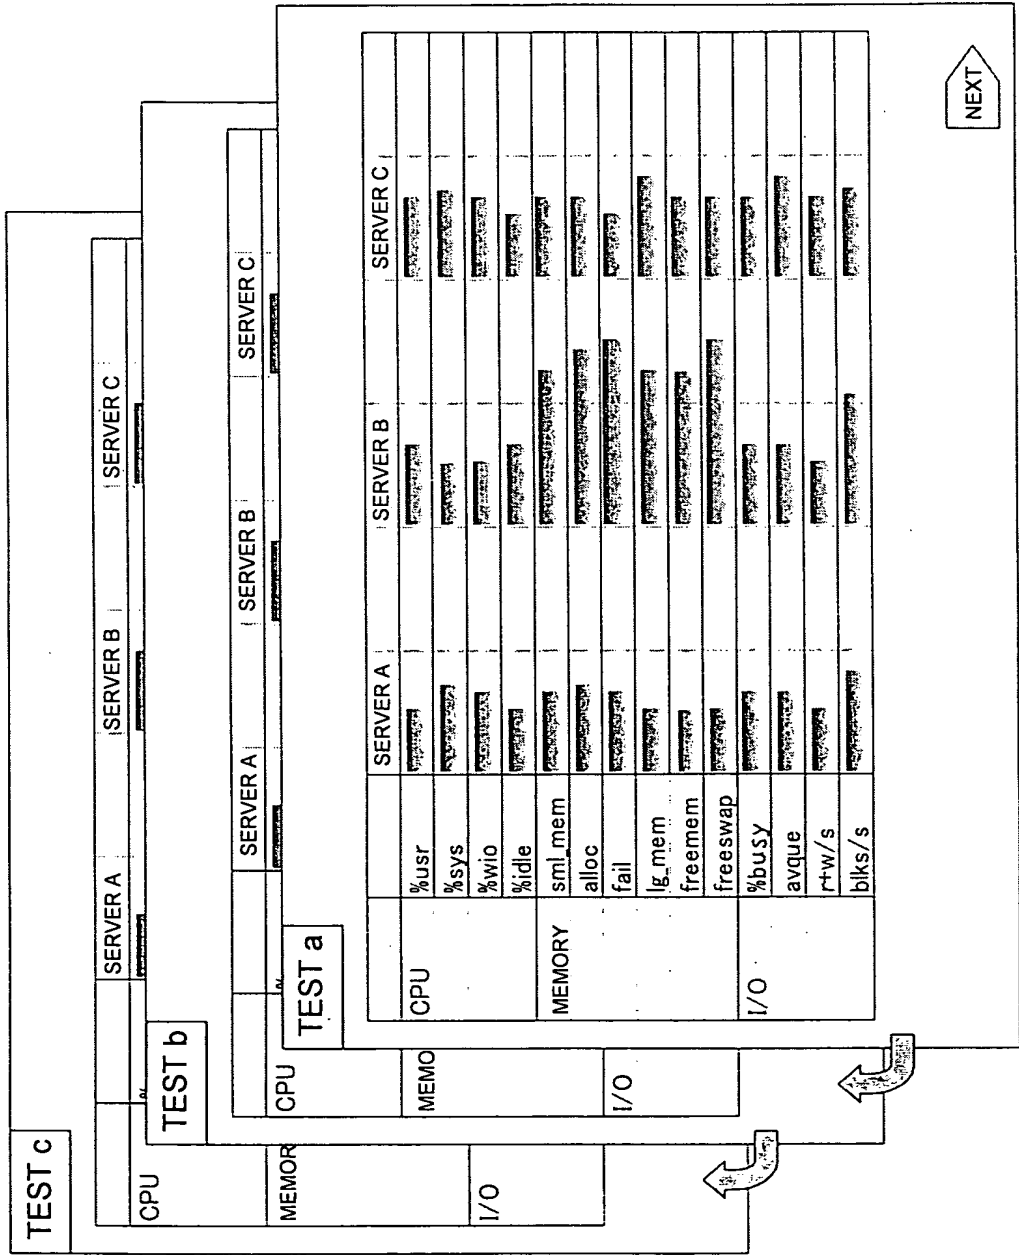 TEST c
SERVER A SERVER B SERVER C
%
CPU
MEMOR
I/O
TEST b
SERVER A SERVER B SERVER C
%
CPU
MEMO
I/O
TEST a
SERVER A SERVER B SERVER C
CPU %usr
%sys
%wio
%idle
MEMORY sml_mem
alloc
fail
lg_mem
freemem
freeswap
I/O %busy
avque
r+w/s
blks/s
NEXT